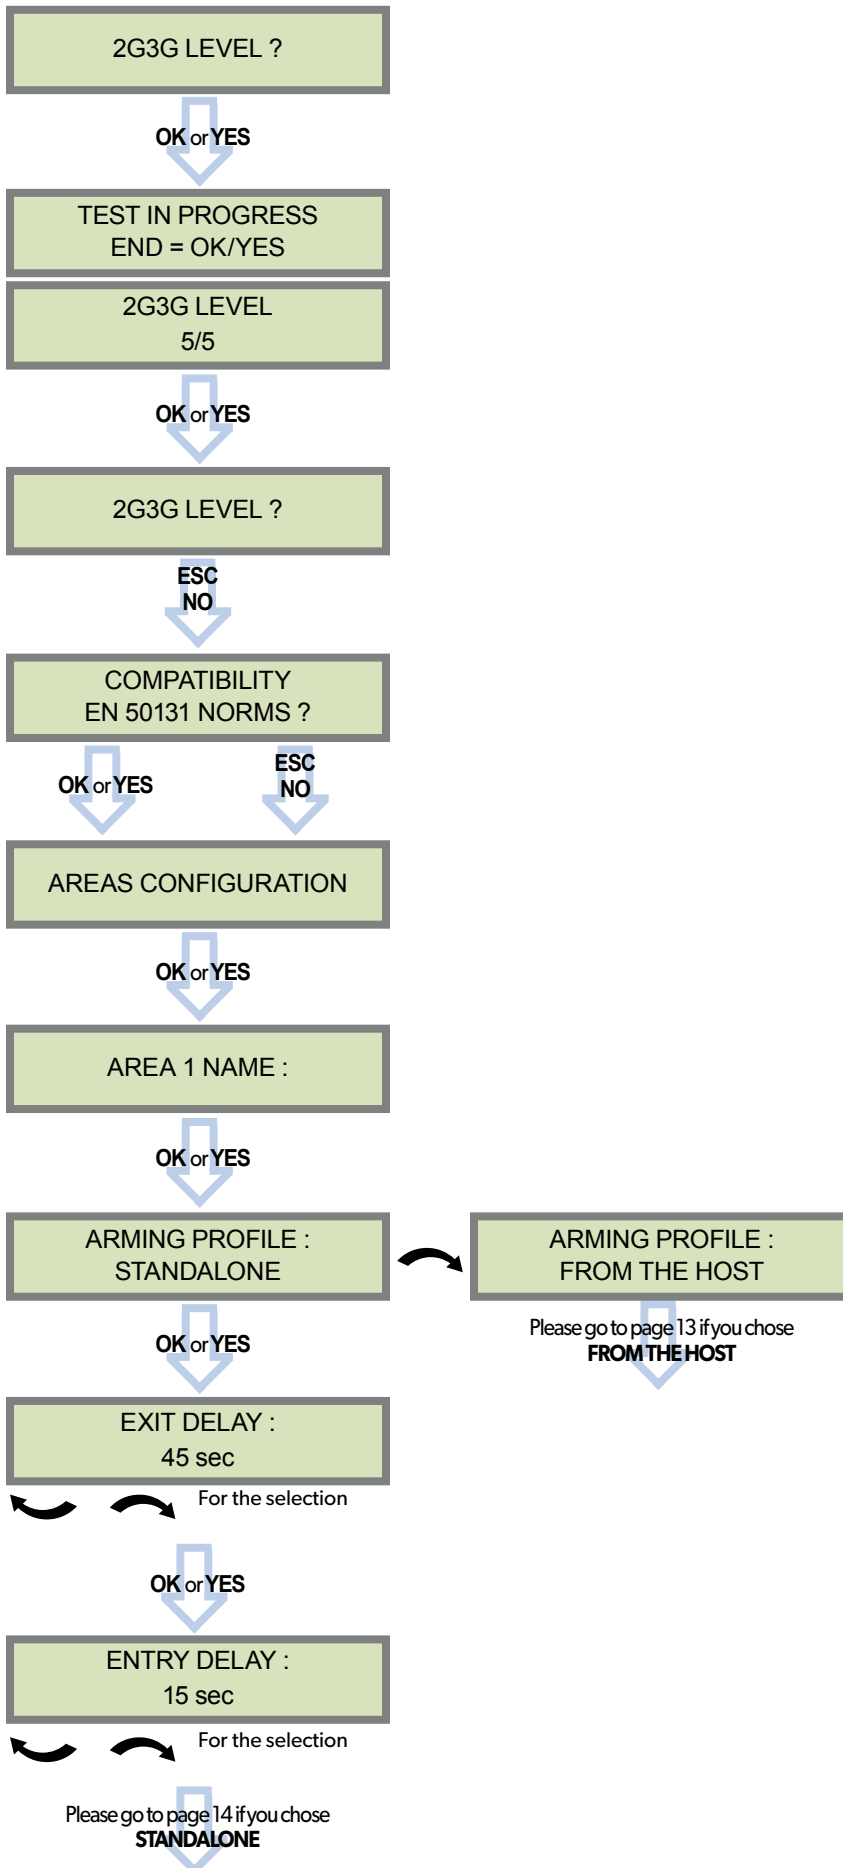 2G3G LEVEL ?
OK or YES
TEST IN PROGRESS
END = OK/YES
2G3G LEVEL
5/5
OK or YES
2G3G LEVEL ?
ESC
NO
COMPATIBILITY
EN 50131 NORMS ?
OK or YES
ESC
NO
AREAS CONFIGURATION
OK or YES
AREA 1 NAME :
OK or YES
ARMING PROFILE :
STANDALONE
ARMING PROFILE :
FROM THE HOST
OK or YES
Please go to page 13 if you chose
FROM THE HOST
EXIT DELAY :
45 sec
For the selection
OK or YES
ENTRY DELAY :
15 sec
For the selection
Please go to page 14 if you chose
STANDALONE